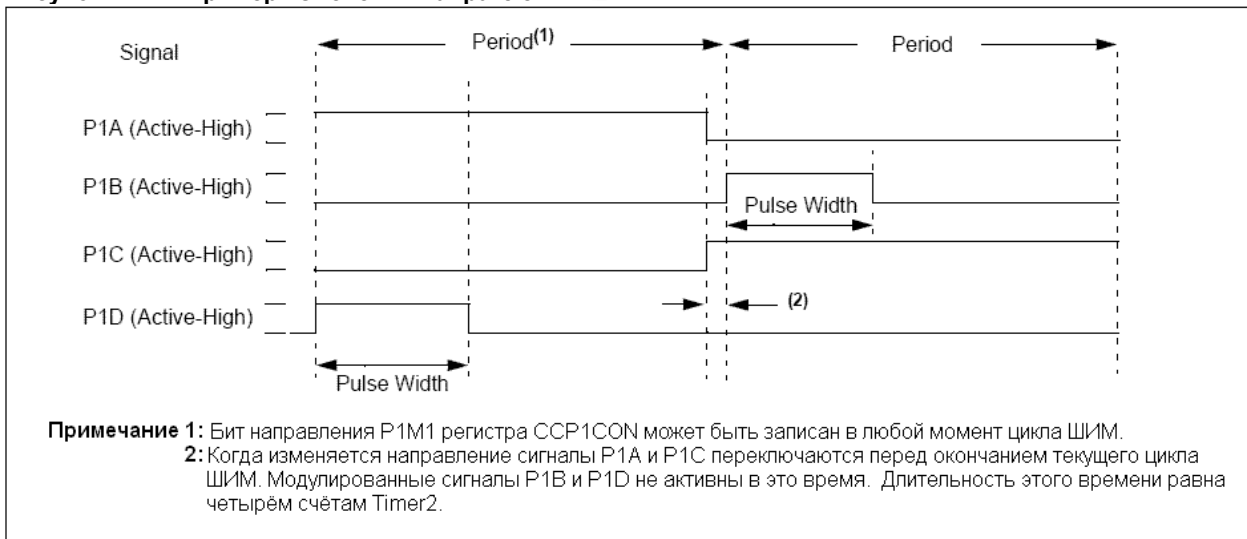 Period(1) Period
Signal
P1A (Active-High)
P1B (Active-High)
Pulse Width
P1C (Active-High)
(2)
P1D (Active-High)
Pulse Width
Примечание 1: Бит направления P1M1 регистра CCP1CON может быть записан в любой момент цикла ШИМ.
2: Когда изменяется направление сигналы P1A и P1C переключаются перед окончанием текущего цикла
ШИМ. Модулированные сигналы P1B и P1D не активны в это время. Длительность этого времени равна
четырём счётам Timer2.